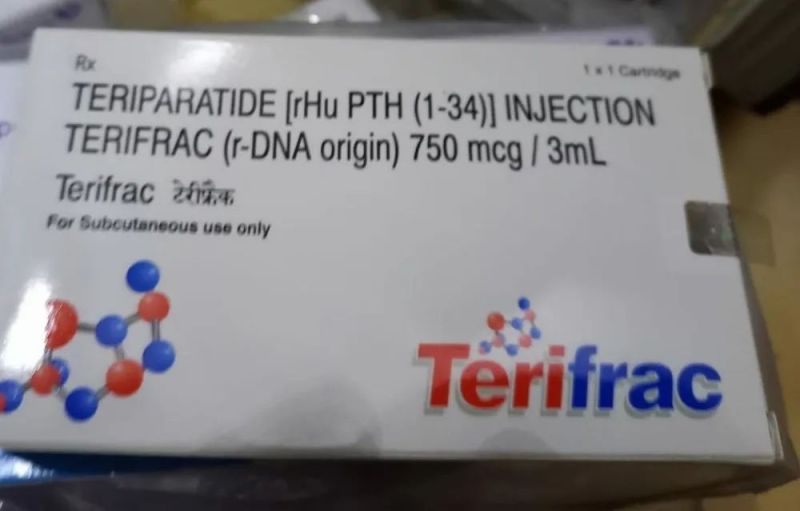 Rx
1 x 1 Cartridge
TERIPARATIDE [rHu PTH (1-34)] INJECTION
TERIFRAC (r-DNA origin) 750 mcg / 3mL
Terifrac टेरीफ्रैक
For Subcutaneous use only
Terifrac